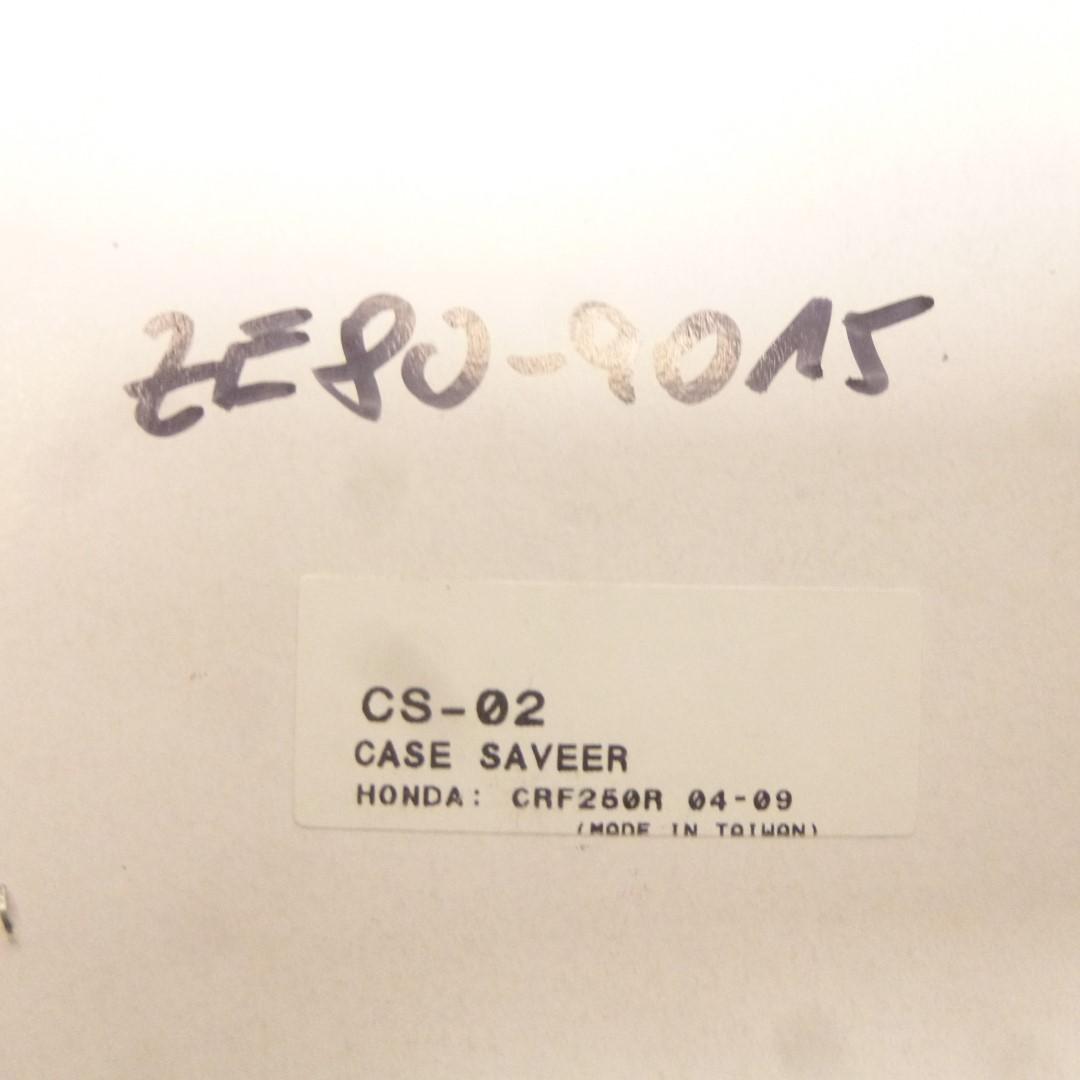 ZE80-9015
CS-02
CASE SAVEER
HONDA: CRF250R 04-09
(MADE IN TAIWAN)